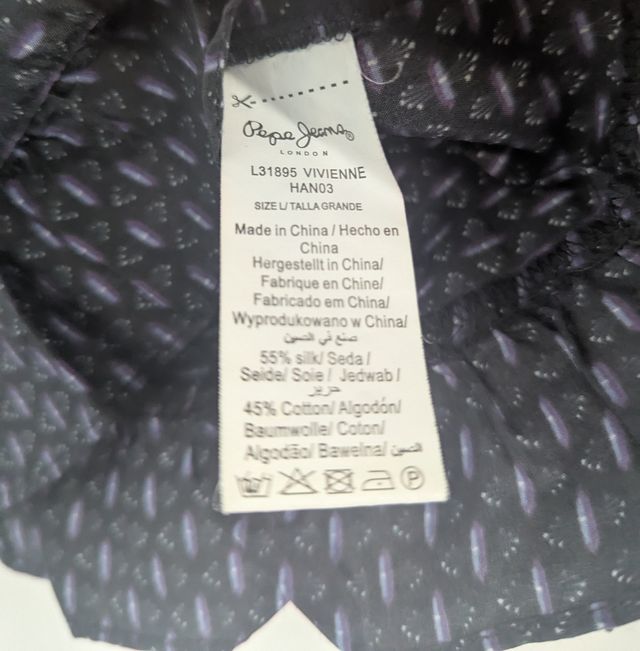 Pepe Jeans®
LONDON
L31895 VIVIENNE
HAN03
SIZE L/ TALLA GRANDE
Made in China / Hecho en
China
Hergestellt in China/
Fabrique en Chine/
Fabricado em China/
Wyprodukowano w China/
صنع في الصين
55% silk/ Seda /
Seide/ Soie / Jedwab /
حرير
45% Cotton/ Algodón/
Baumwolle/ Coton/
Algodão/ Bawełna/ الصين
P